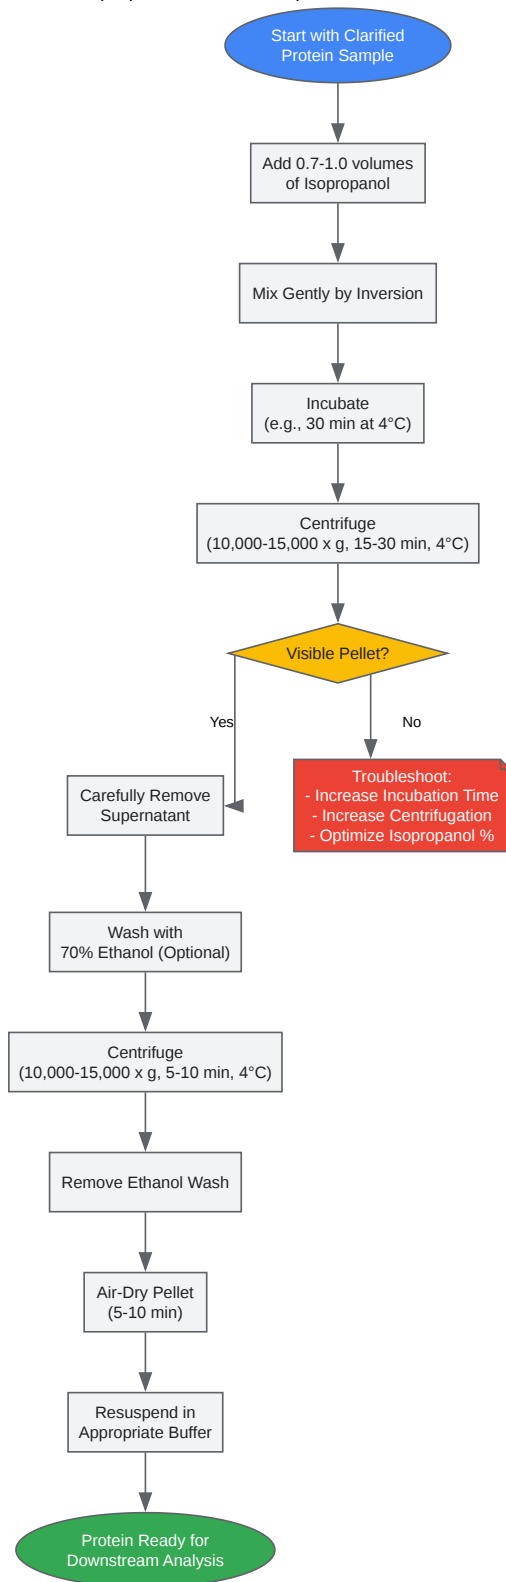 Start with Clarified
Protein Sample
Add 0.7-1.0 volumes
of Isopropanol
Mix Gently by Inversion
Incubate
(e.g., 30 min at 4°C)
Centrifuge
(10,000-15,000 x g, 15-30 min, 4°C)
Visible Pellet?
Yes
No
Carefully Remove
Supernatant
Troubleshoot:
- Increase Incubation Time
- Increase Centrifugation
- Optimize Isopropanol %
Wash with
70% Ethanol (Optional)
Centrifuge
(10,000-15,000 x g, 5-10 min, 4°C)
Remove Ethanol Wash
Air-Dry Pellet
(5-10 min)
Resuspend in
Appropriate Buffer
Protein Ready for
Downstream Analysis